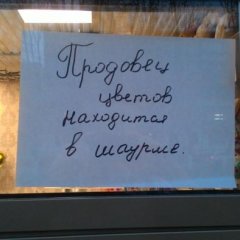 Продовец
цветов
находится
в шаурме.